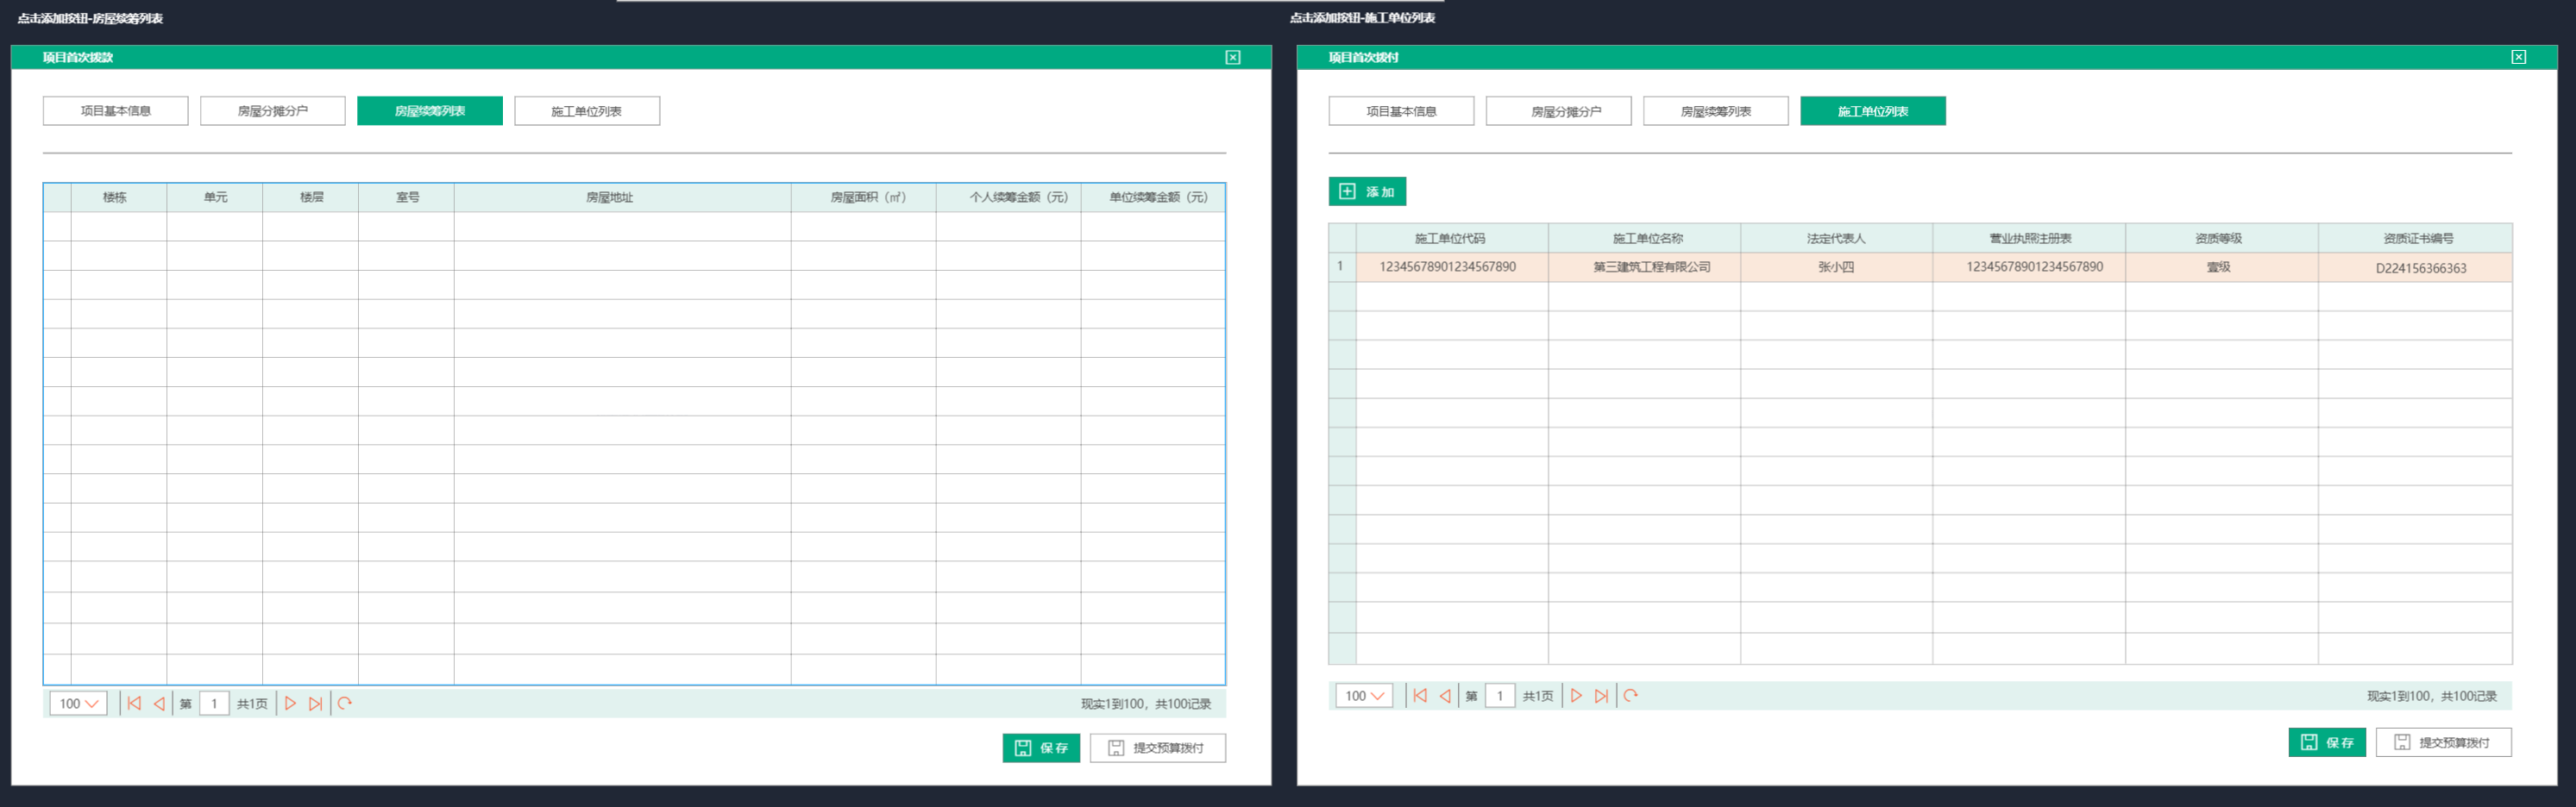 点击添加按钮-房屋续筹列表
项目首次拨款
项目基本信息 房屋分摊分户 房屋续筹列表 施工单位列表
楼栋 单元 楼层 室号 房屋地址 房屋面积（㎡） 个人续筹金额（元） 单位续筹金额（元）
100 第 1 共1页 现实1到100，共100记录
保存 提交预算拨付
点击添加按钮-施工单位列表
项目首次拨付
项目基本信息 房屋分摊分户 房屋续筹列表 施工单位列表
添加
施工单位代码 施工单位名称 法定代表人 营业执照注册表 资质等级 资质证书编号
1 12345678901234567890 第三建筑工程有限公司 张小四 12345678901234567890 壹级 D224156366363
100 第 1 共1页 现实1到100，共100记录
保存 提交预算拨付